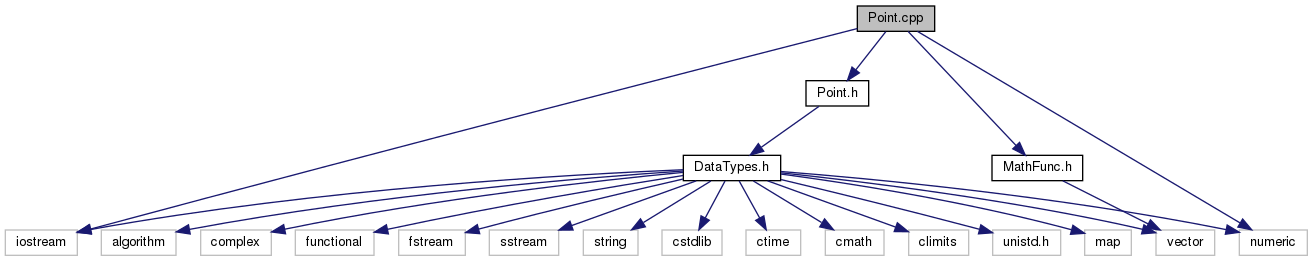 Point.cpp
Point.h
DataTypes.h
MathFunc.h
iostream
algorithm
complex
functional
fstream
sstream
string
cstdlib
ctime
cmath
climits
unistd.h
map
vector
numeric